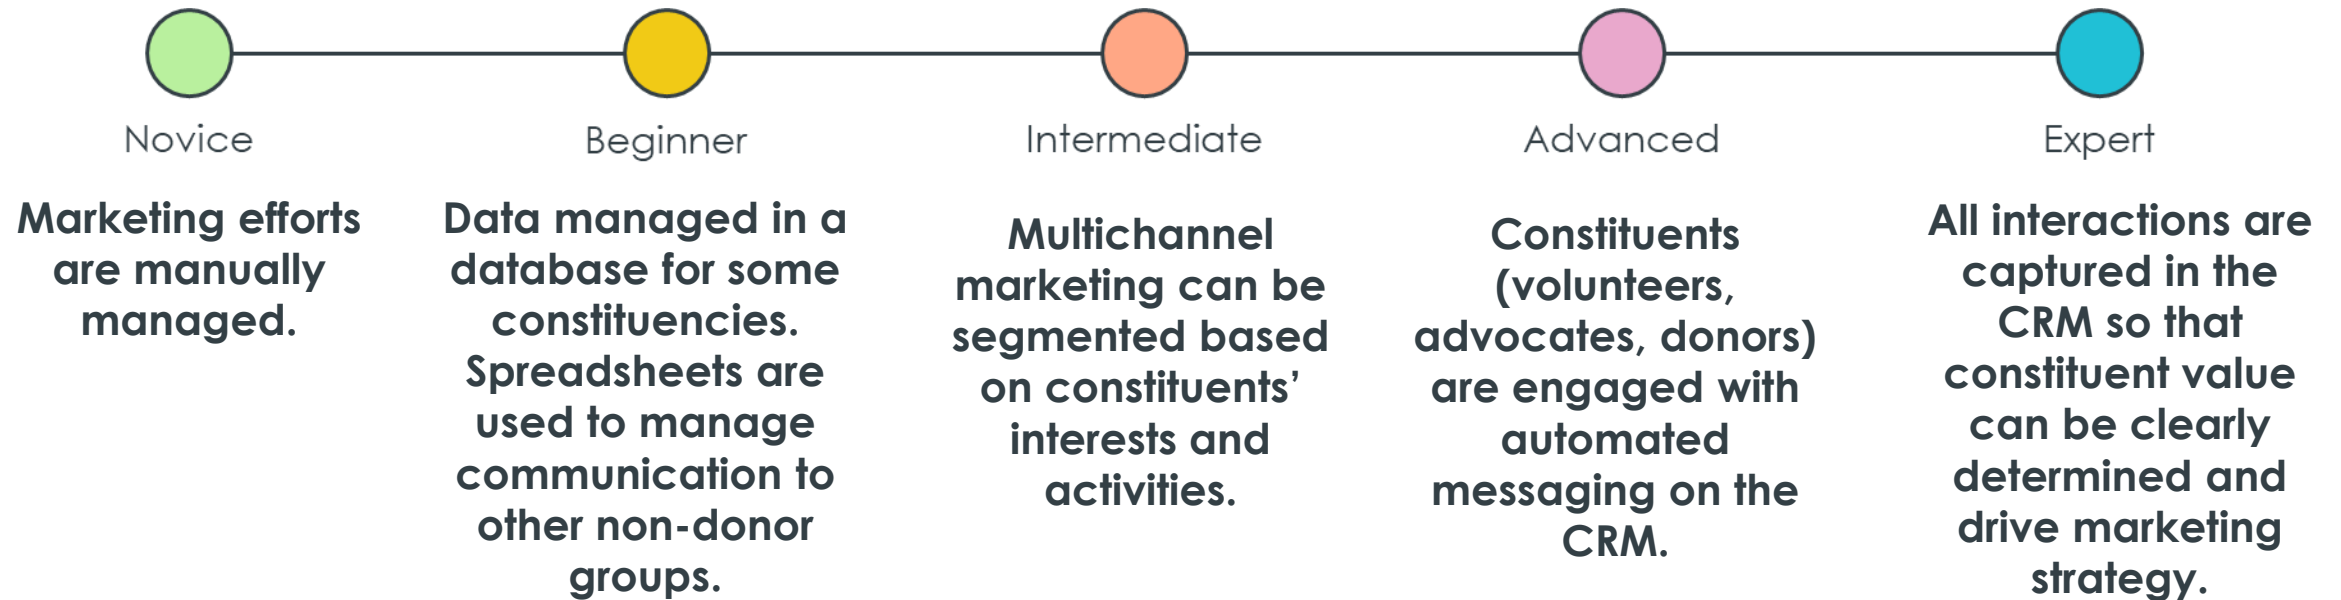 Novice
Marketing efforts
are manually
managed.
Beginner
Data managed in a
database for some
constituencies.
Spreadsheets are
used to manage
communication to
other non-donor
groups.
Intermediate
Multichannel
marketing can be
segmented based
on constituents’
interests and
activities.
Advanced
Constituents
(volunteers,
advocates, donors)
are engaged with
automated
messaging on the
CRM.
Expert
All interactions are
captured in the
CRM so that
constituent value
can be clearly
determined and
drive marketing
strategy.